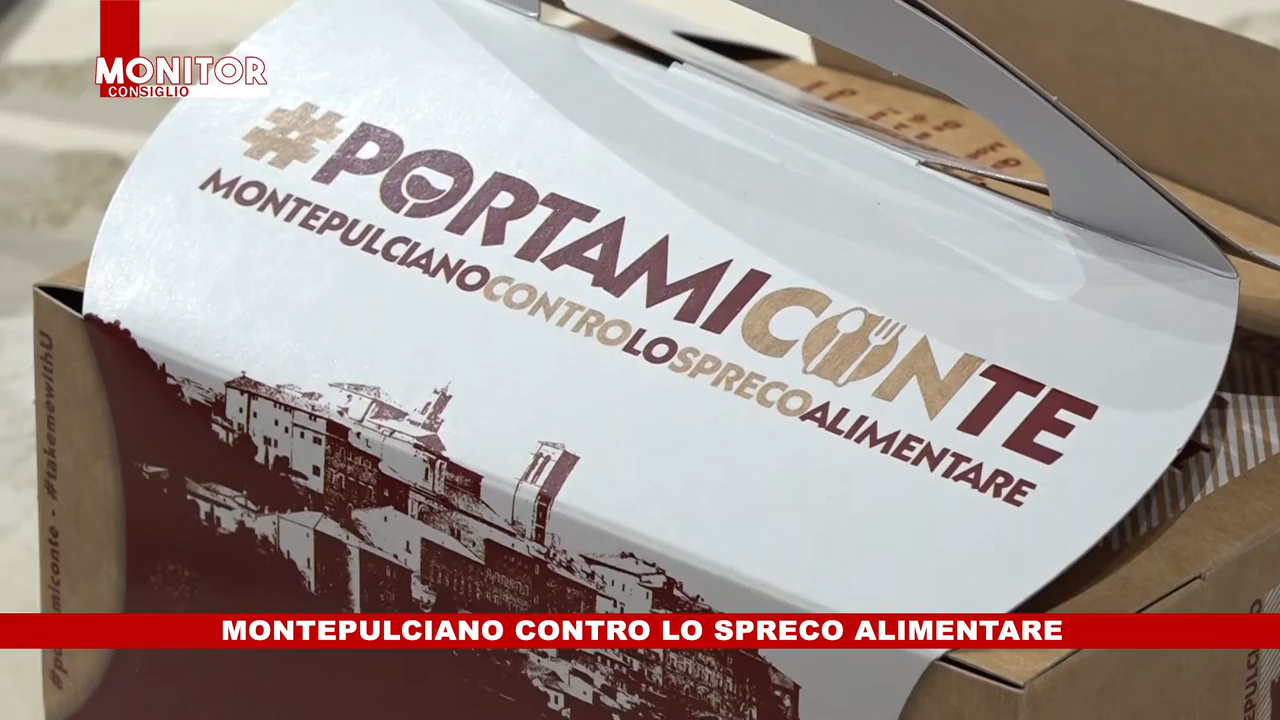 MONITOR
CONSIGLIO
#PORTAMICONTE
MONTEPULCIANOCONTROLOSPRECOALIMENTARE
#portamiconte - #takemewithU
MONTEPULCIANO CONTRO LO SPRECO ALIMENTARE